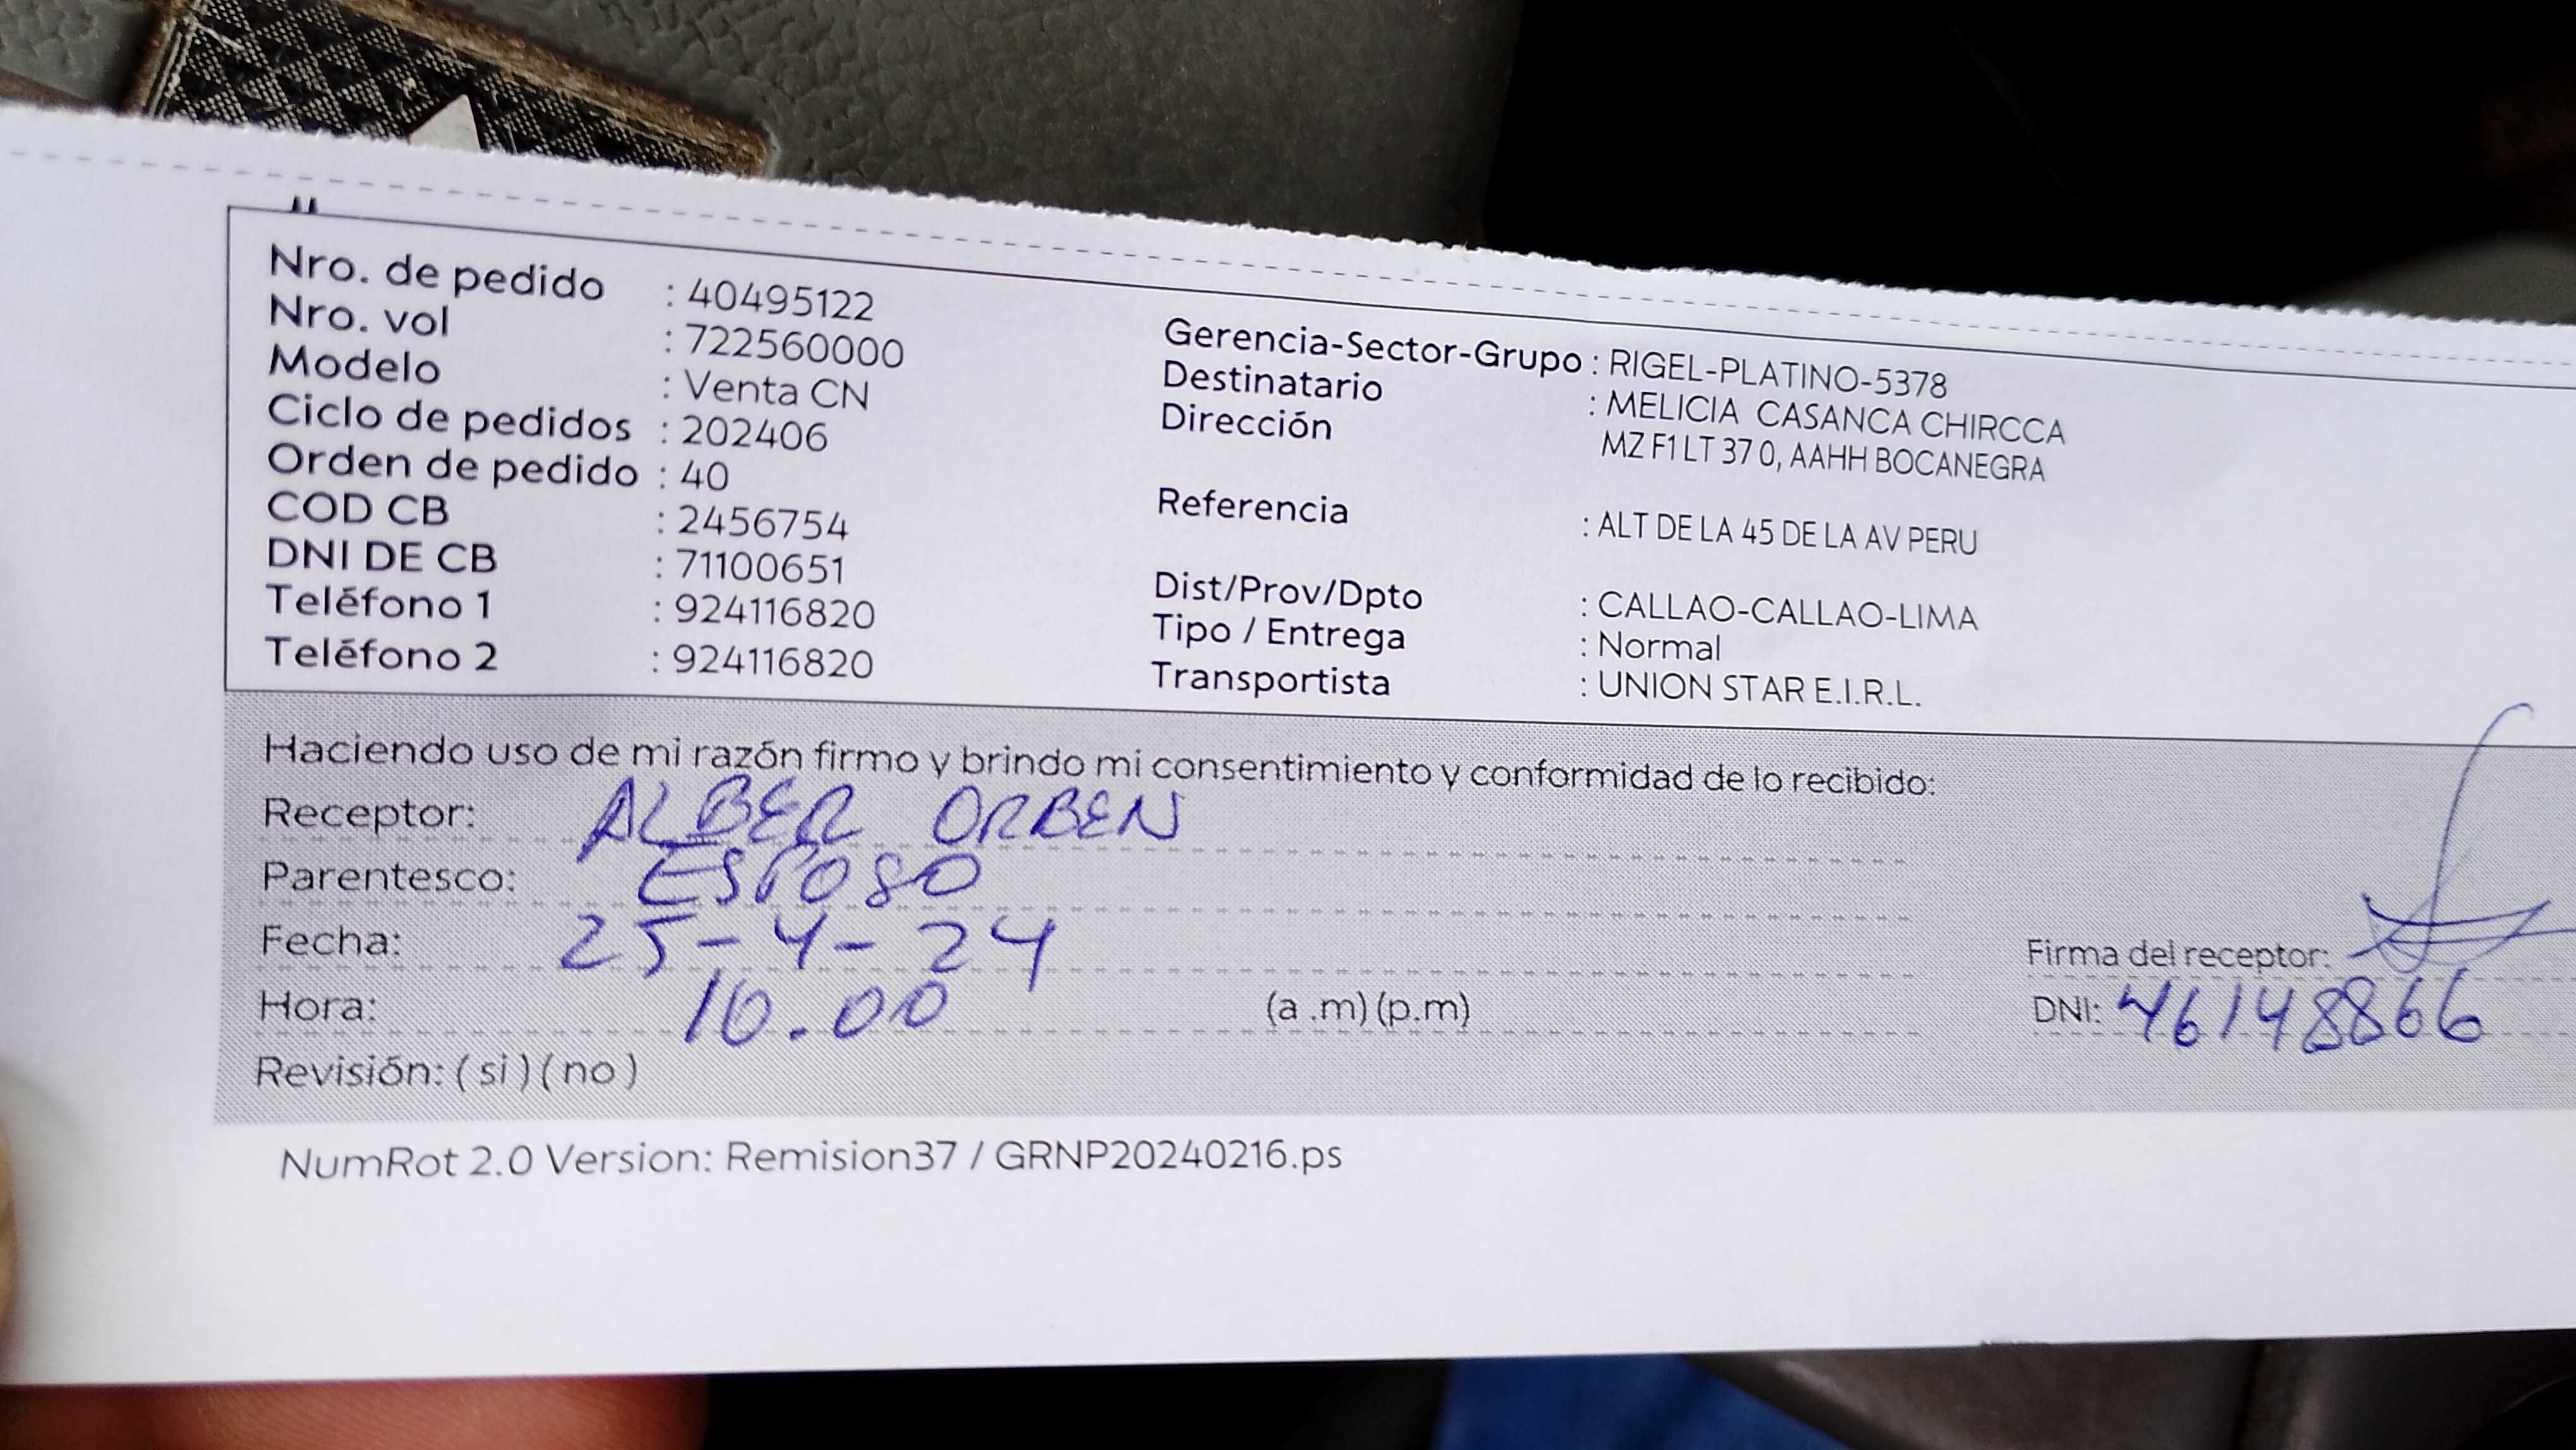 Nro. de pedido : 40495122
Nro. vol : 722560000
Modelo : Venta CN
Ciclo de pedidos : 202406
Orden de pedido : 40
COD CB : 2456754
DNI DE CB : 71100651
Teléfono 1 : 924116820
Teléfono 2 : 924116820
Gerencia-Sector-Grupo : RIGEL-PLATINO-5378
Destinatario : MELICIA CASANCA CHIRCCA
Dirección MZ F1 LT 37 0, AAHH BOCANEGRA
Referencia : ALT DE LA 45 DE LA AV PERU
Dist/Prov/Dpto : CALLAO-CALLAO-LIMA
Tipo / Entrega : Normal
Transportista : UNION STAR E.I.R.L.
Haciendo uso de mi razón firmo y brindo mi consentimiento y conformidad de lo recibido:
Receptor: ALBER ORBEN
Parentesco: ESPOSO
Fecha: 25-4-24
Hora: 10.00 (a .m) (p.m)
Revisión: ( si ) ( no )
Firma del receptor:
DNI: 46148866
NumRot 2.0 Version: Remision37 / GRNP20240216.ps